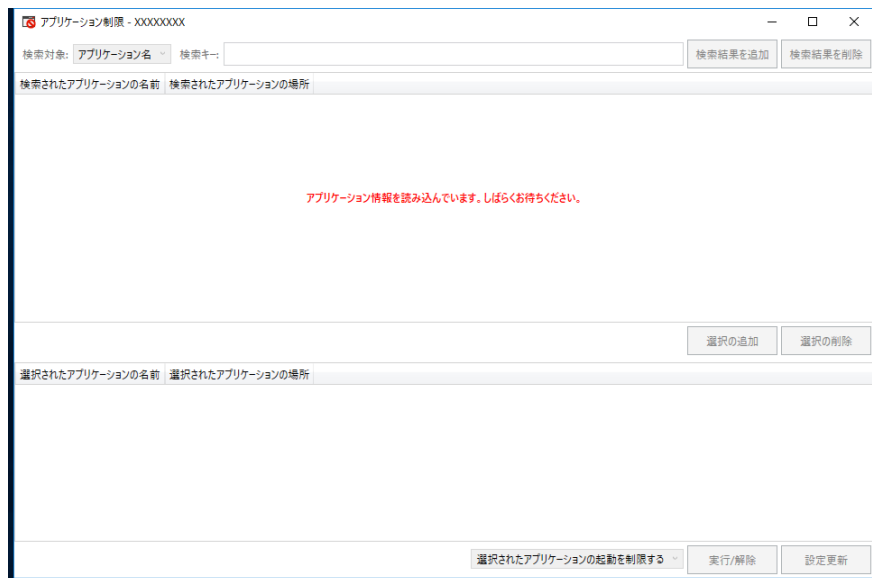 アプリケーション制限 - XXXXXXXX
検索対象: アプリケーション名 検索キー: 検索結果を追加 検索結果を削除
検索されたアプリケーションの名前 検索されたアプリケーションの場所
アプリケーション情報を読み込んでいます。しばらくお待ちください。
選択の追加 選択の削除
選択されたアプリケーションの名前 選択されたアプリケーションの場所
選択されたアプリケーションの起動を制限する 実行/解除 設定更新